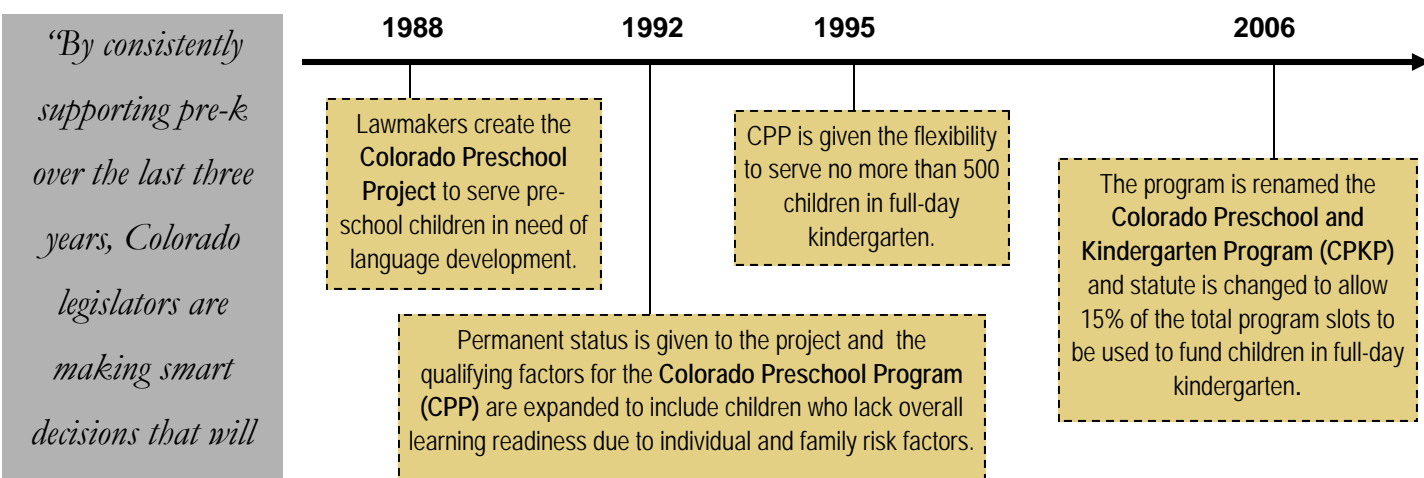 “By consistently
supporting pre-k
over the last three
years, Colorado
legislators are
making smart
decisions that will
1988
Lawmakers create the
Colorado Preschool
Project to serve pre-
school children in need of
language development.
1992
Permanent status is given to the project and the
qualifying factors for the Colorado Preschool Program
(CPP) are expanded to include children who lack overall
learning readiness due to individual and family risk factors.
1995
CPP is given the flexibility
to serve no more than 500
children in full-day
kindergarten.
2006
The program is renamed the
Colorado Preschool and
Kindergarten Program (CPKP)
and statute is changed to allow
15% of the total program slots to
be used to fund children in full-day
kindergarten.